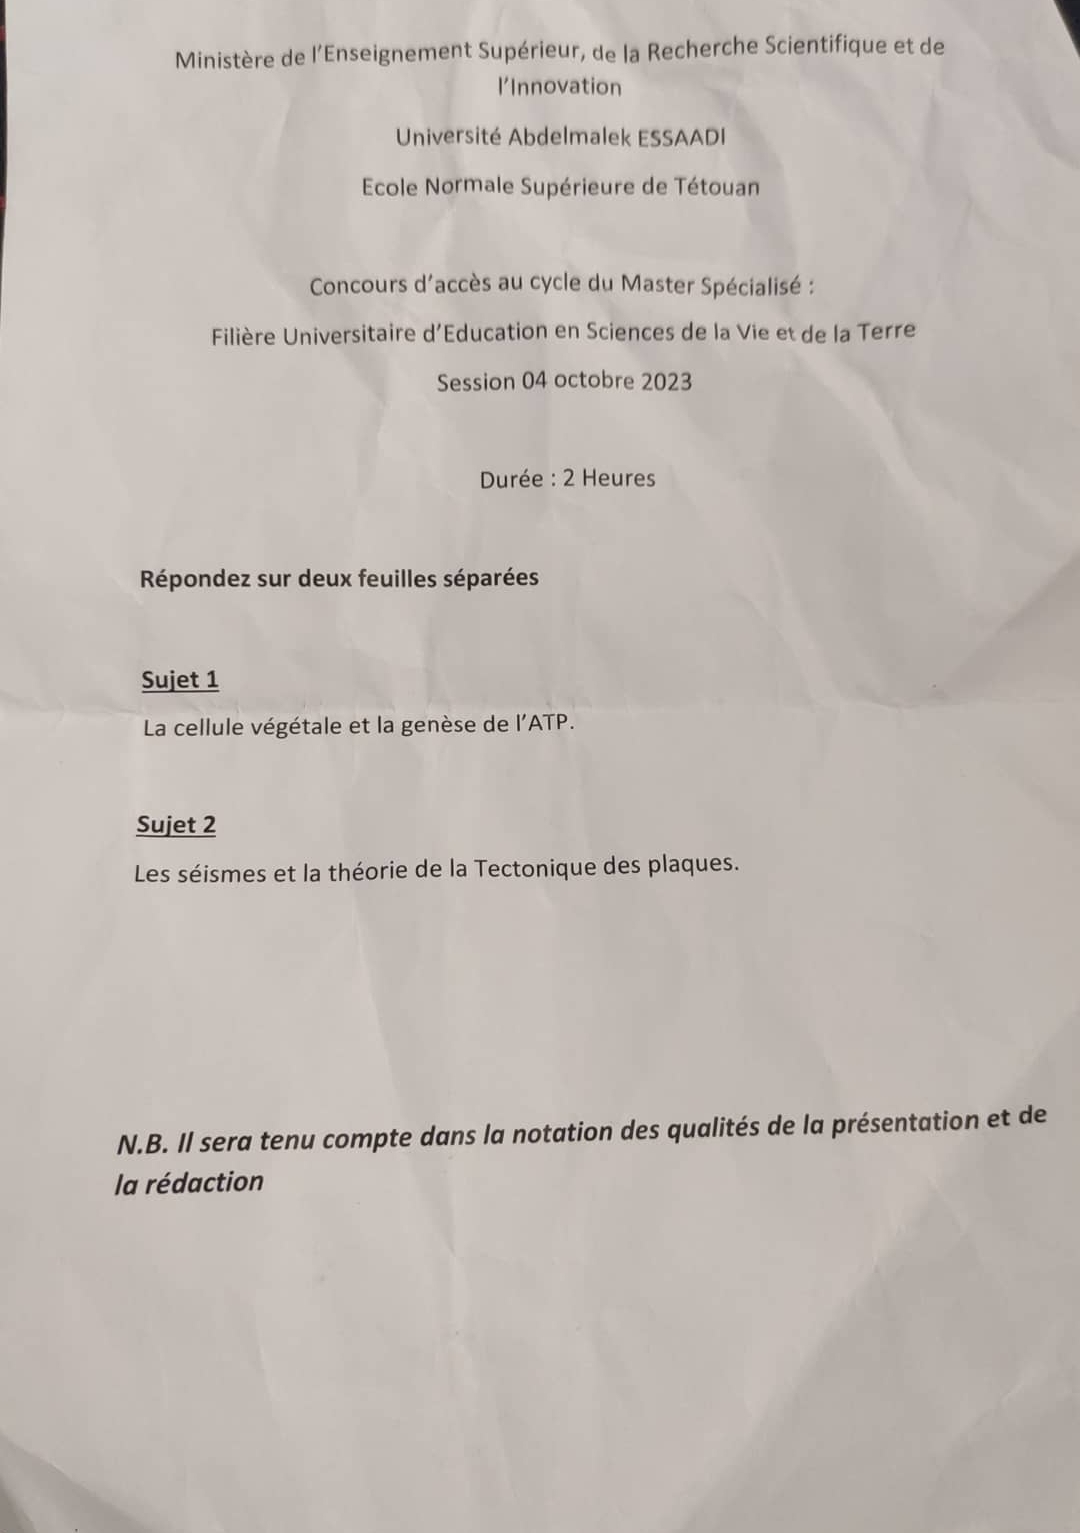 Ministère de l'Enseignement Supérieur, de la Recherche Scientifique et de
l'Innovation
Université Abdelmalek ESSAADI
Ecole Normale Supérieure de Tétouan
Concours d'accès au cycle du Master Spécialisé :
Filière Universitaire d'Education en Sciences de la Vie et de la Terre
Session 04 octobre 2023
Durée : 2 Heures
Répondez sur deux feuilles séparées
Sujet 1
La cellule végétale et la genèse de l'ATP.
Sujet 2
Les séismes et la théorie de la Tectonique des plaques.
N.B. Il sera tenu compte dans la notation des qualités de la présentation et de
la rédaction